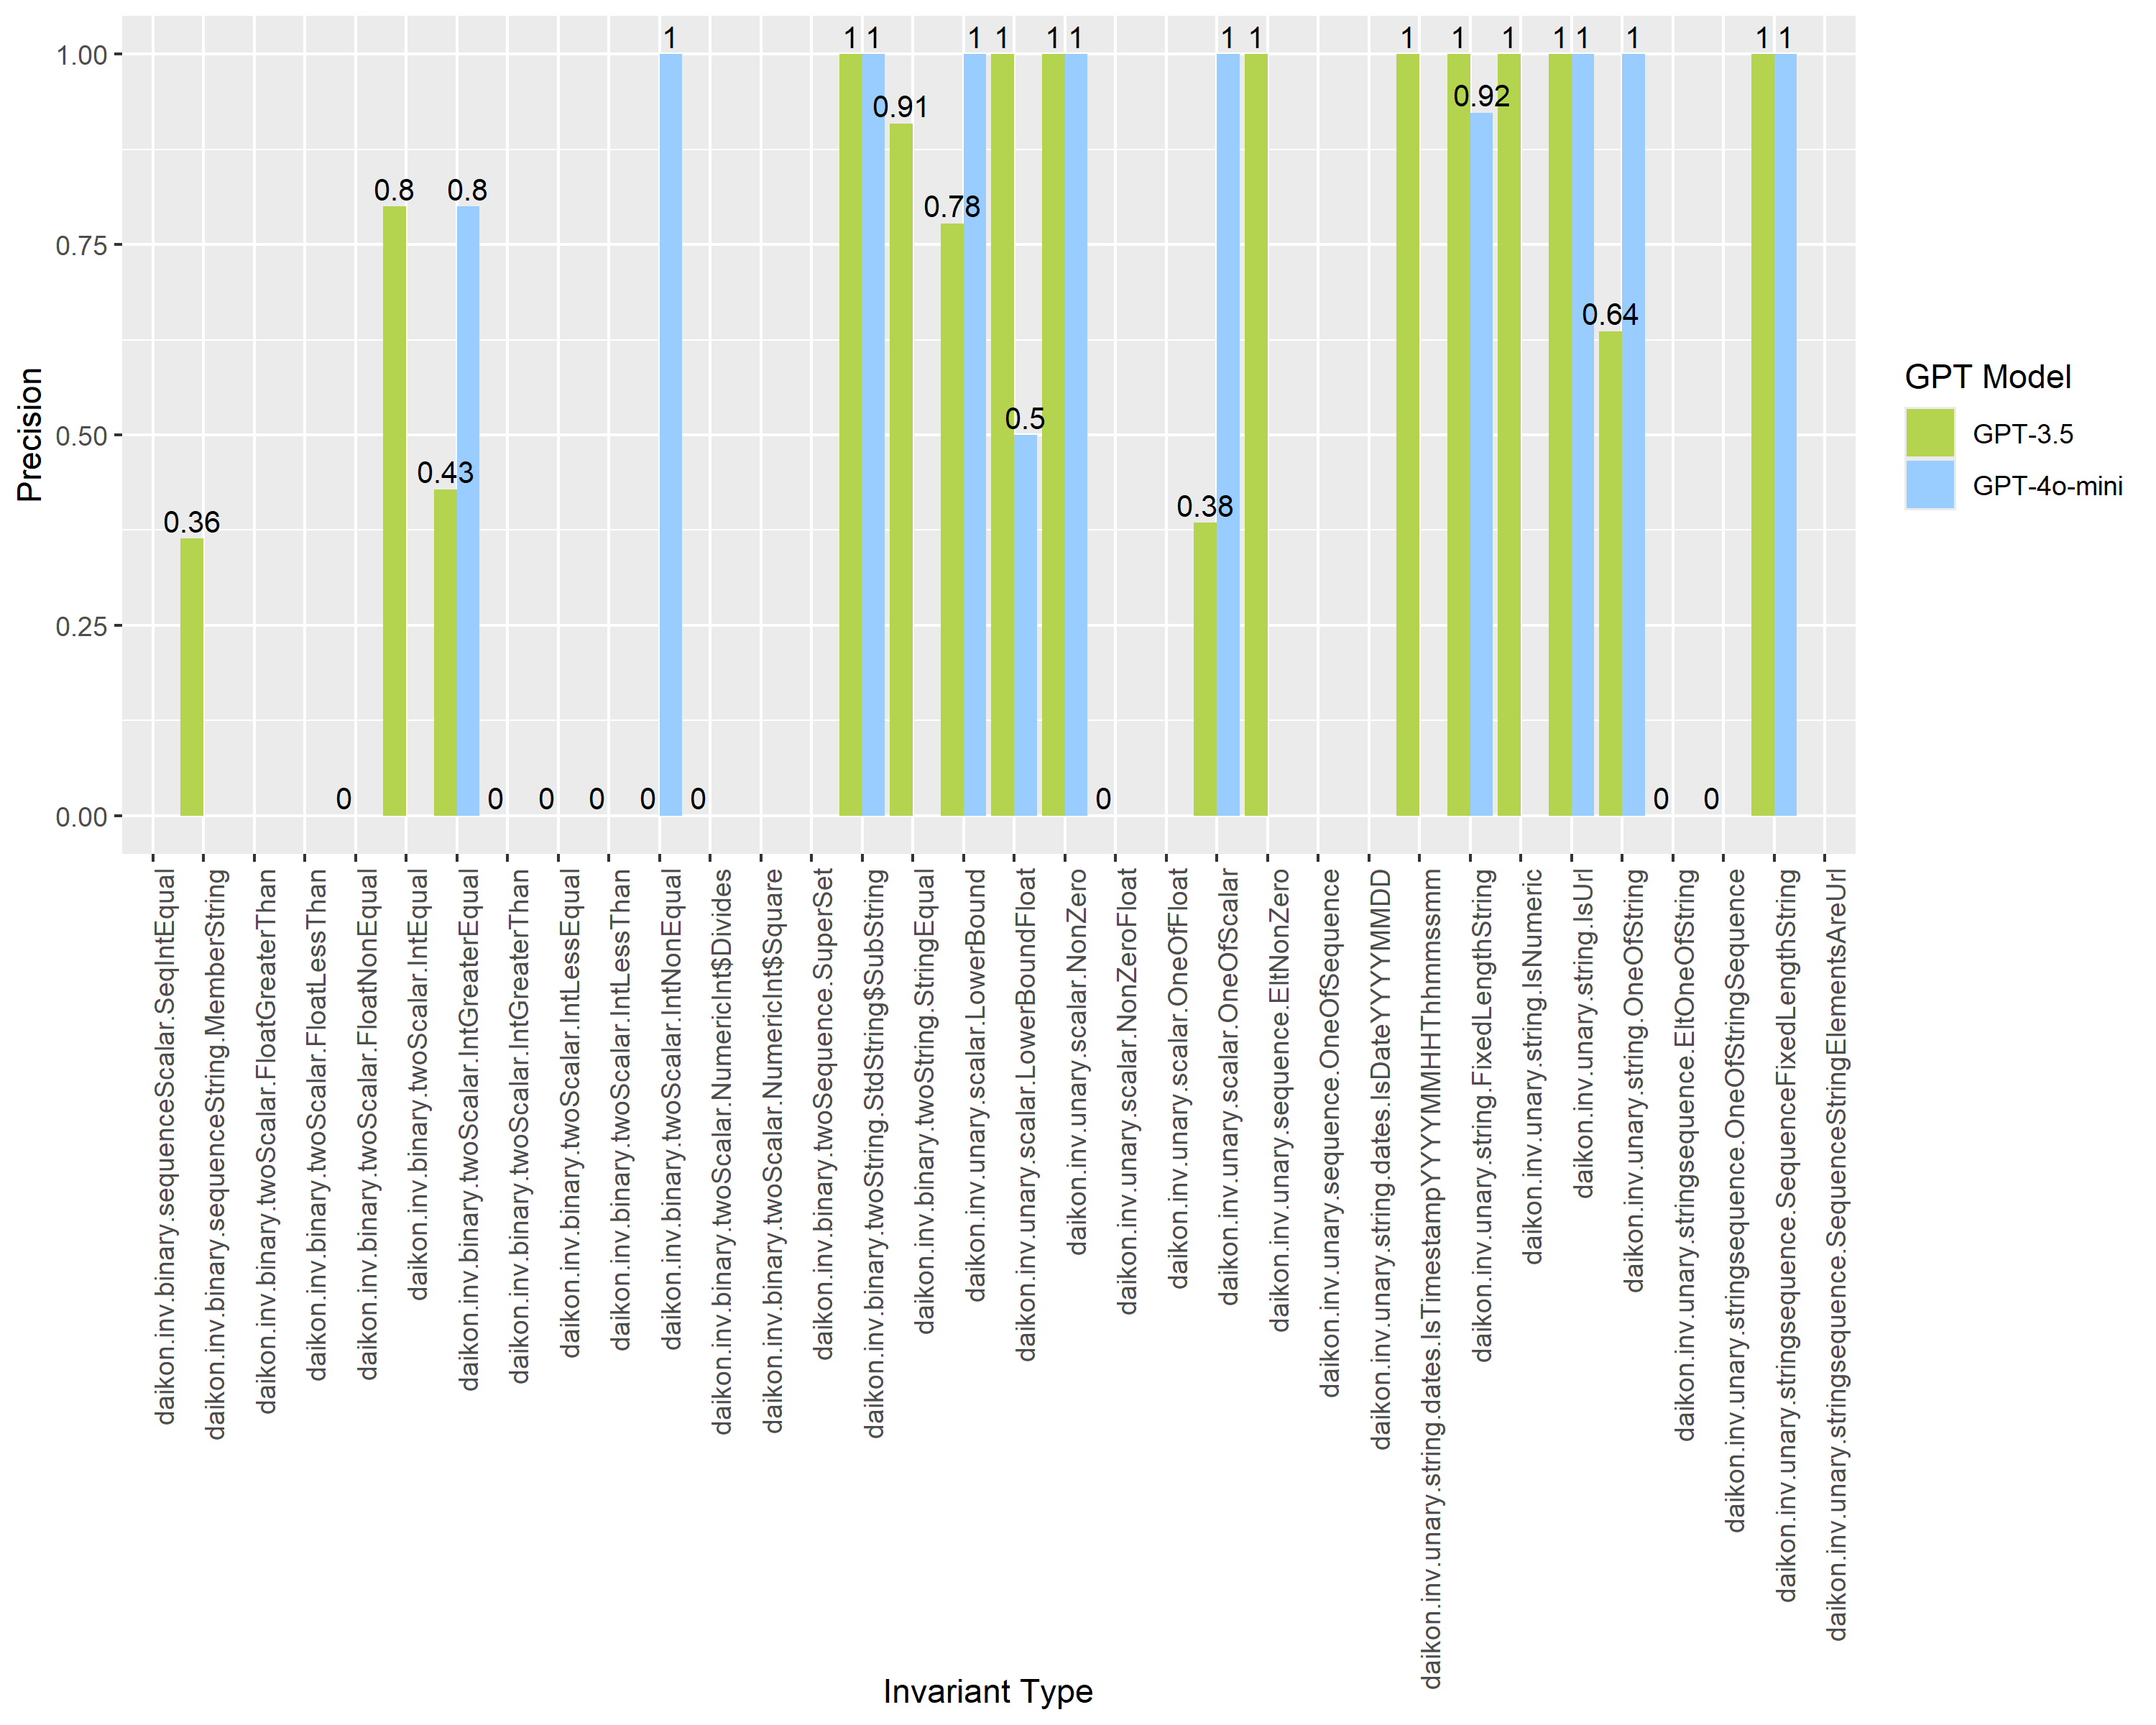 1 1 1 1 1 1 1 1 1 1 1 1 1 1 1 1 1
1.00
0.91 0.92
0.8 0.8 0.78
0.75
0.64
Precision
0.50
0.43 0.5
0.36 0.38
0.25
0.00
0 0 0 0 0 0 0 0 0
GPT Model
GPT-3.5
GPT-4o-mini
daikon.inv.binary.sequenceScalar.SeqIntEqual
daikon.inv.binary.sequenceString.MemberString
daikon.inv.binary.twoScalar.FloatGreaterThan
daikon.inv.binary.twoScalar.FloatLessThan
daikon.inv.binary.twoScalar.FloatNonEqual
daikon.inv.binary.twoScalar.IntEqual
daikon.inv.binary.twoScalar.IntGreaterEqual
daikon.inv.binary.twoScalar.IntGreaterThan
daikon.inv.binary.twoScalar.IntLessEqual
daikon.inv.binary.twoScalar.IntLessThan
daikon.inv.binary.twoScalar.IntNonEqual
daikon.inv.binary.twoScalar.NumericInt$Divides
daikon.inv.binary.twoScalar.NumericInt$Square
daikon.inv.binary.twoSequence.SuperSet
daikon.inv.binary.twoString.StdString$SubString
daikon.inv.binary.twoString.StringEqual
daikon.inv.unary.scalar.LowerBound
daikon.inv.unary.scalar.LowerBoundFloat
daikon.inv.unary.scalar.NonZero
daikon.inv.unary.scalar.NonZeroFloat
daikon.inv.unary.scalar.OneOfFloat
daikon.inv.unary.scalar.OneOfScalar
daikon.inv.unary.sequence.EltNonZero
daikon.inv.unary.sequence.OneOfSequence
daikon.inv.unary.string.dates.IsDateYYYYMMDD
daikon.inv.unary.string.dates.IsTimestampYYYYMMHHThhmmssmm
daikon.inv.unary.string.FixedLengthString
daikon.inv.unary.string.IsNumeric
daikon.inv.unary.string.IsUrl
daikon.inv.unary.string.OneOfString
daikon.inv.unary.stringsequence.EltOneOfString
daikon.inv.unary.stringsequence.OneOfStringSequence
daikon.inv.unary.stringsequence.SequenceFixedLengthString
daikon.inv.unary.stringsequence.SequenceStringElementsAreUrl
Invariant Type